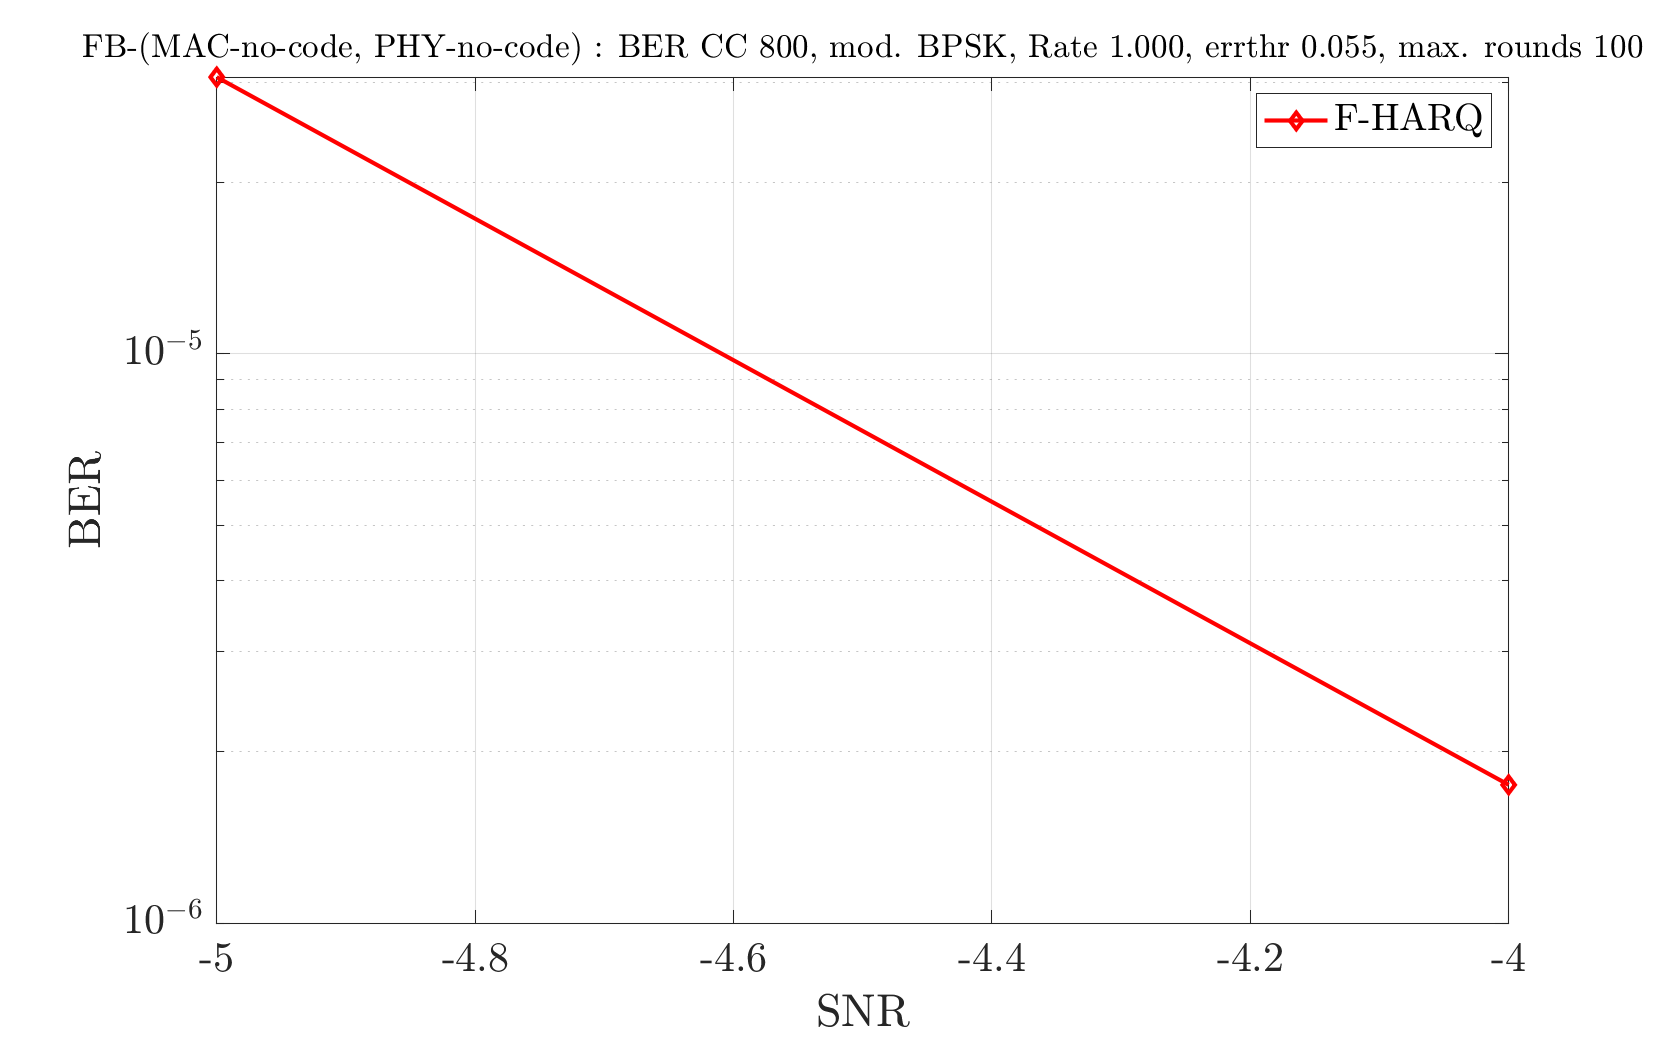 FB-(MAC-no-code, PHY-no-code) : BER CC 800, mod. BPSK, Rate 1.000, errthr 0.055, max. rounds 100
F-HARQ
10⁻⁵
BER
10⁻⁶
-5 -4.8 -4.6 -4.4 -4.2 -4
SNR